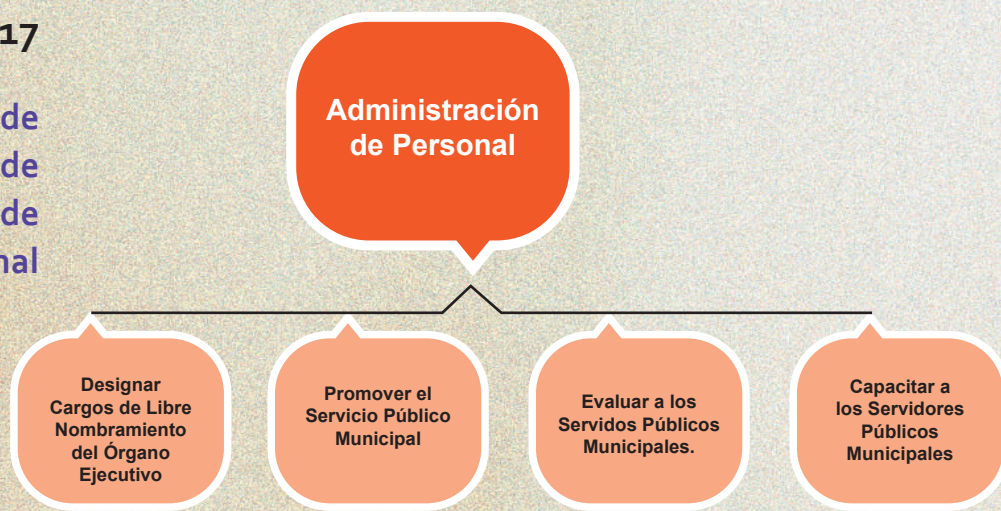 17
de
de
de
nal
Administración
de Personal
Designar
Cargos de Libre
Nombramiento
del Órgano
Ejecutivo
Promover el
Servicio Público
Municipal
Evaluar a los
Servidos Públicos
Municipales.
Capacitar a
los Servidores
Públicos
Municipales